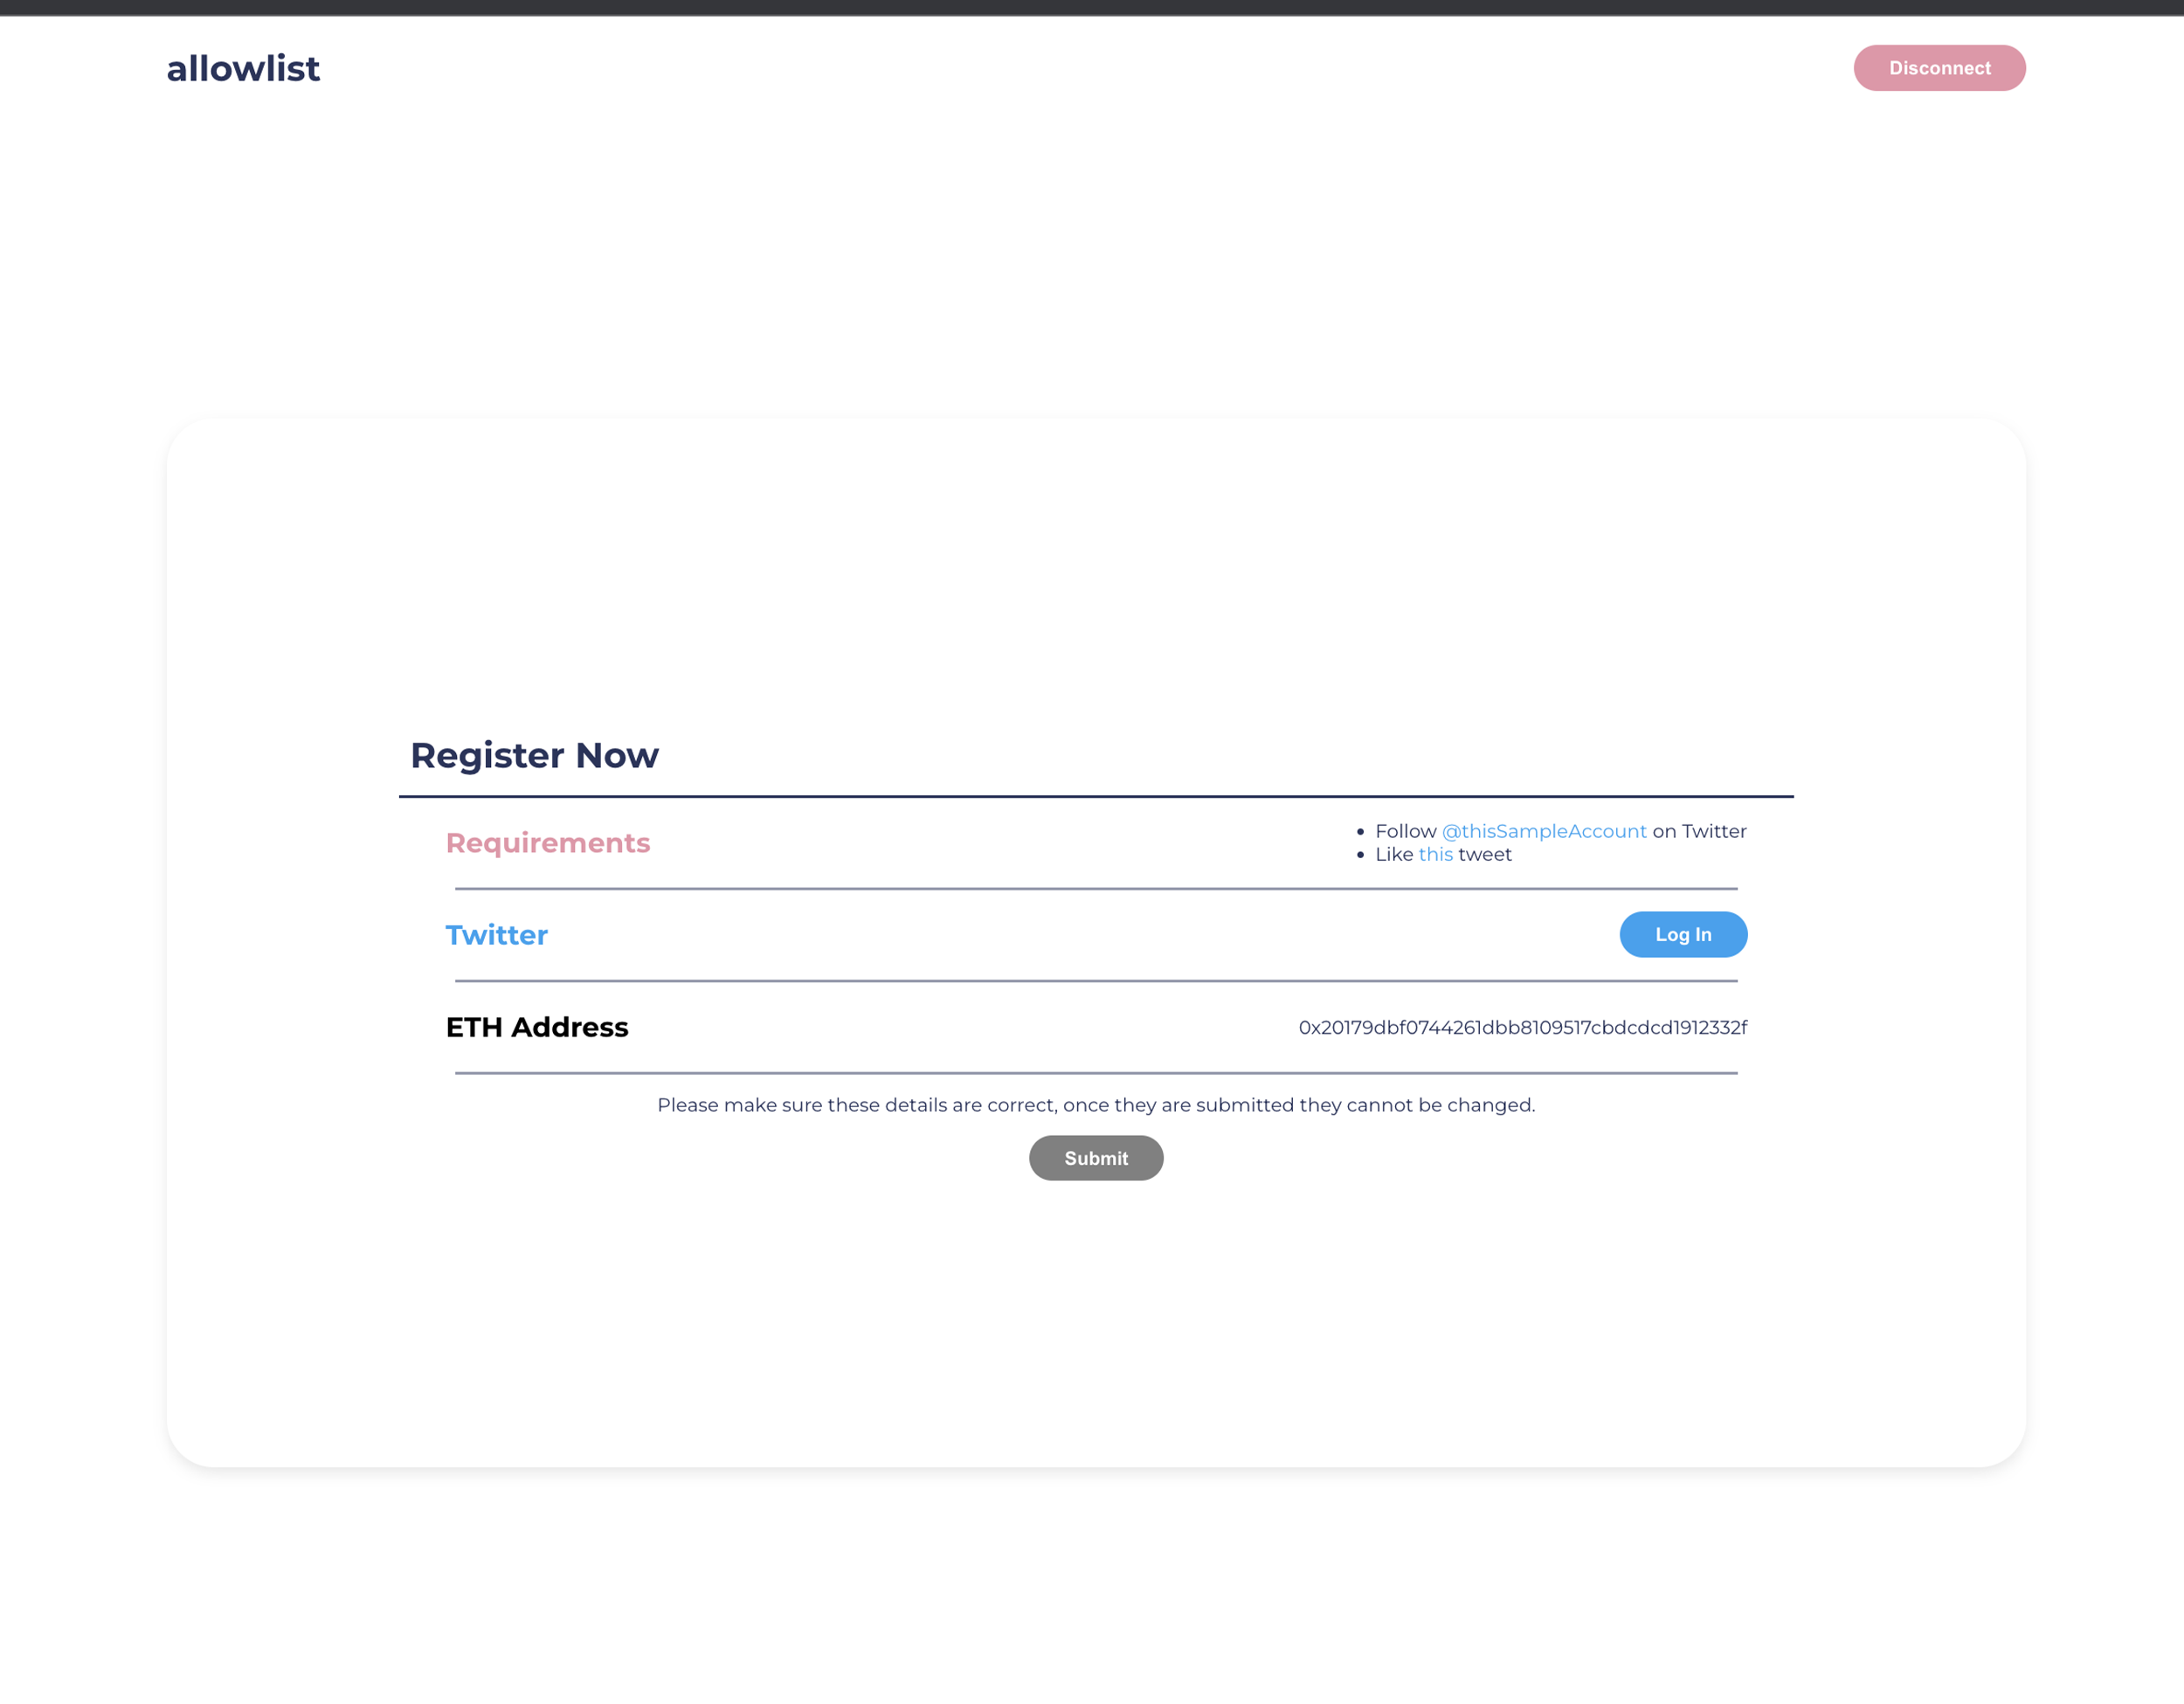 allowlist
Disconnect
Register Now
Requirements
Follow @thisSampleAccount on Twitter
Like this tweet
Twitter
Log In
ETH Address
0x20179dbf0744261dbb8109517cbdcdcd1912332f
Please make sure these details are correct, once they are submitted they cannot be changed.
Submit